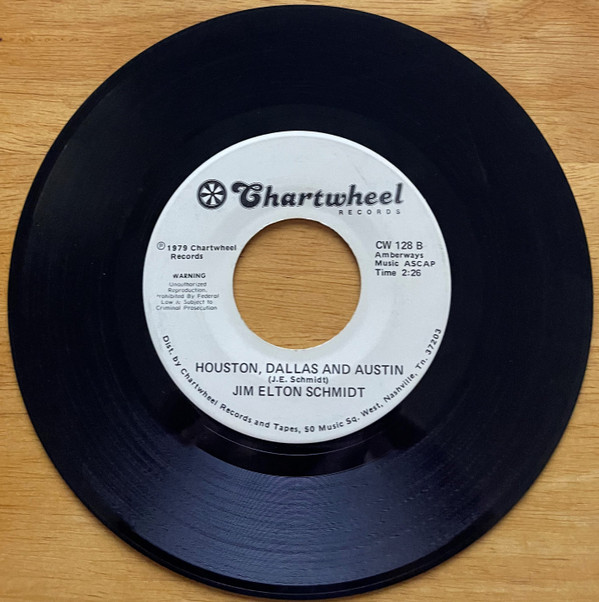 Chartwheel
RECORDS
℗ 1979 Chartwheel
Records
WARNING
Unauthorized
Reproduction,
Prohibited By Federal
Law is Subject to
Criminal Prosecution
CW 128 B
Amberways
Music ASCAP
Time 2:26
HOUSTON, DALLAS AND AUSTIN
(J.E. Schmidt)
JIM ELTON SCHMIDT
Dist. by Chartwheel Records and Tapes, 50 Music Sq. West, Nashville, Tn. 37203